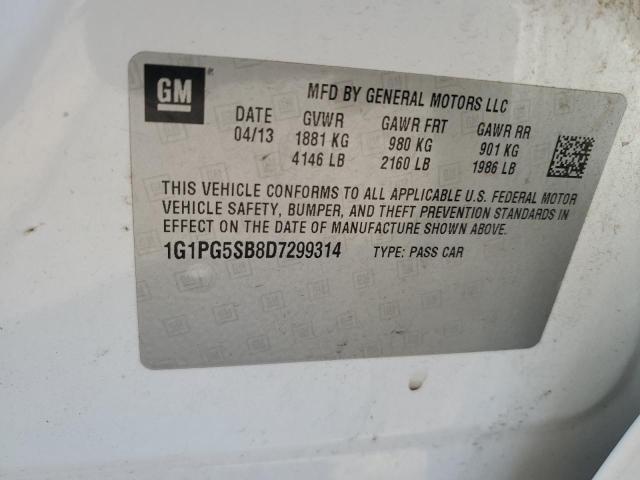 GM
MFD BY GENERAL MOTORS LLC
DATE GVWR GAWR FRT GAWR RR
04/13 1881 KG 980 KG 901 KG
4146 LB 2160 LB 1986 LB
THIS VEHICLE CONFORMS TO ALL APPLICABLE U.S. FEDERAL MOTOR
VEHICLE SAFETY, BUMPER, AND THEFT PREVENTION STANDARDS IN
EFFECT ON THE DATE OF MANUFACTURE SHOWN ABOVE.
1G1PG5SB8D7299314 TYPE: PASS CAR